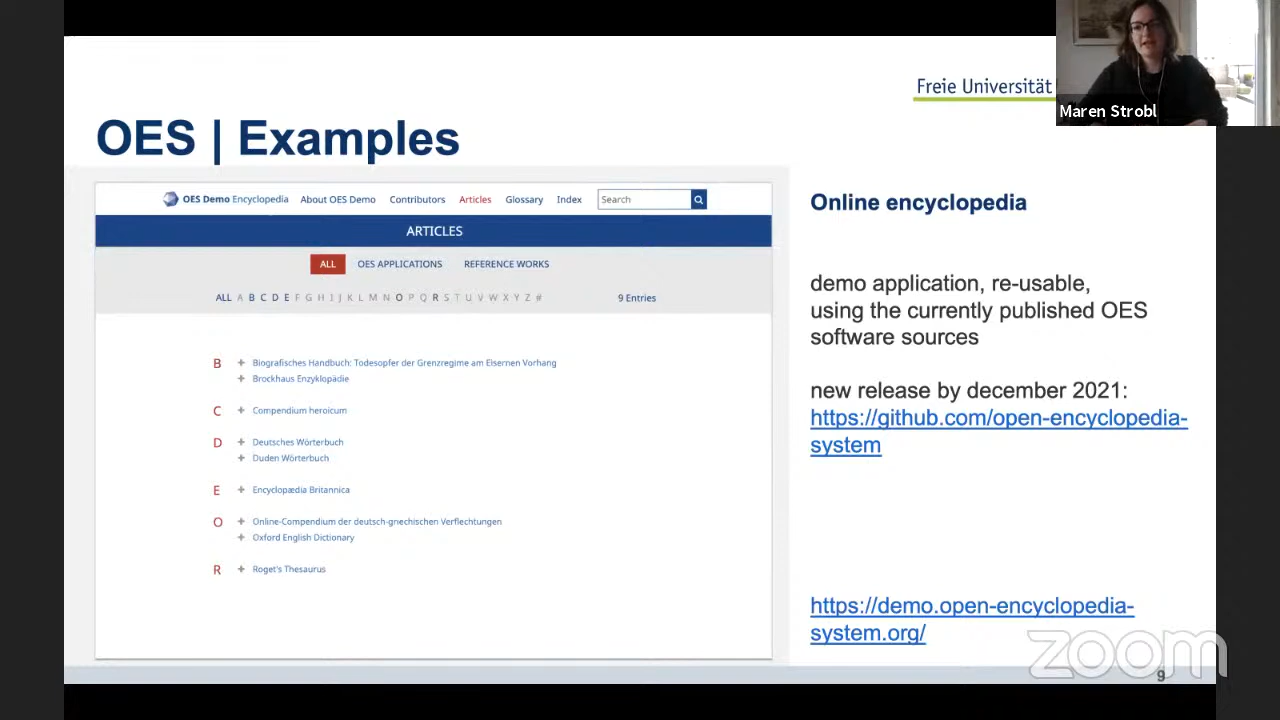 Freie Universität
Maren Strobl
OES | Examples
OES Demo Encyclopedia About OES Demo Contributors Articles Glossary Index Search
ARTICLES
ALL OES APPLICATIONS REFERENCE WORKS
ALL A B C D E F G H I J K L M N O P Q R S T U V W X Y Z # 9 Entries
B + Biografisches Handbuch: Todesopfer der Grenzregime am Eisernen Vorhang
+ Brockhaus Enzyklopädie
C + Compendium heroicum
D + Deutsches Wörterbuch
+ Duden Wörterbuch
E + Encyclopædia Britannica
O + Online-Compendium der deutsch-griechischen Verflechtungen
+ Oxford English Dictionary
R + Roget's Thesaurus
Online encyclopedia
demo application, re-usable,
using the currently published OES
software sources
new release by december 2021:
https://github.com/open-encyclopedia-
system
https://demo.open-encyclopedia-
system.org/
zoom
9